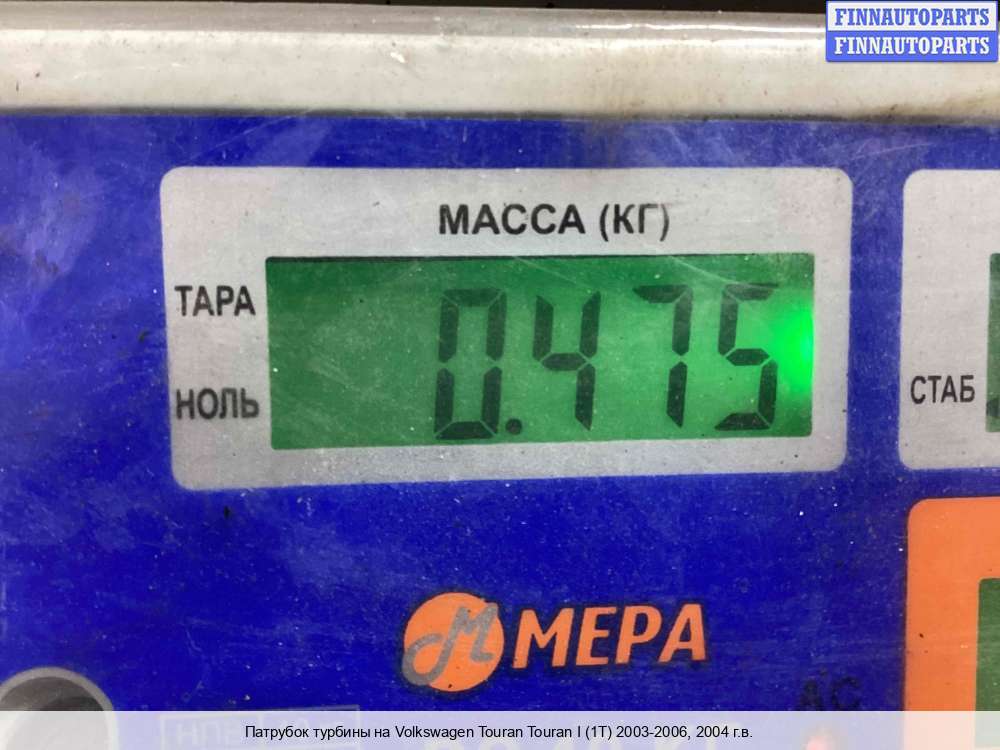 FINNAUTOPARTS
FINNAUTOPARTS
МАССА (КГ)
ТАРА
0.475
НОЛЬ
СТАБ
М МЕРА
АС
Патрубок турбины на Volkswagen Touran Touran I (1T) 2003-2006, 2004 г.в.